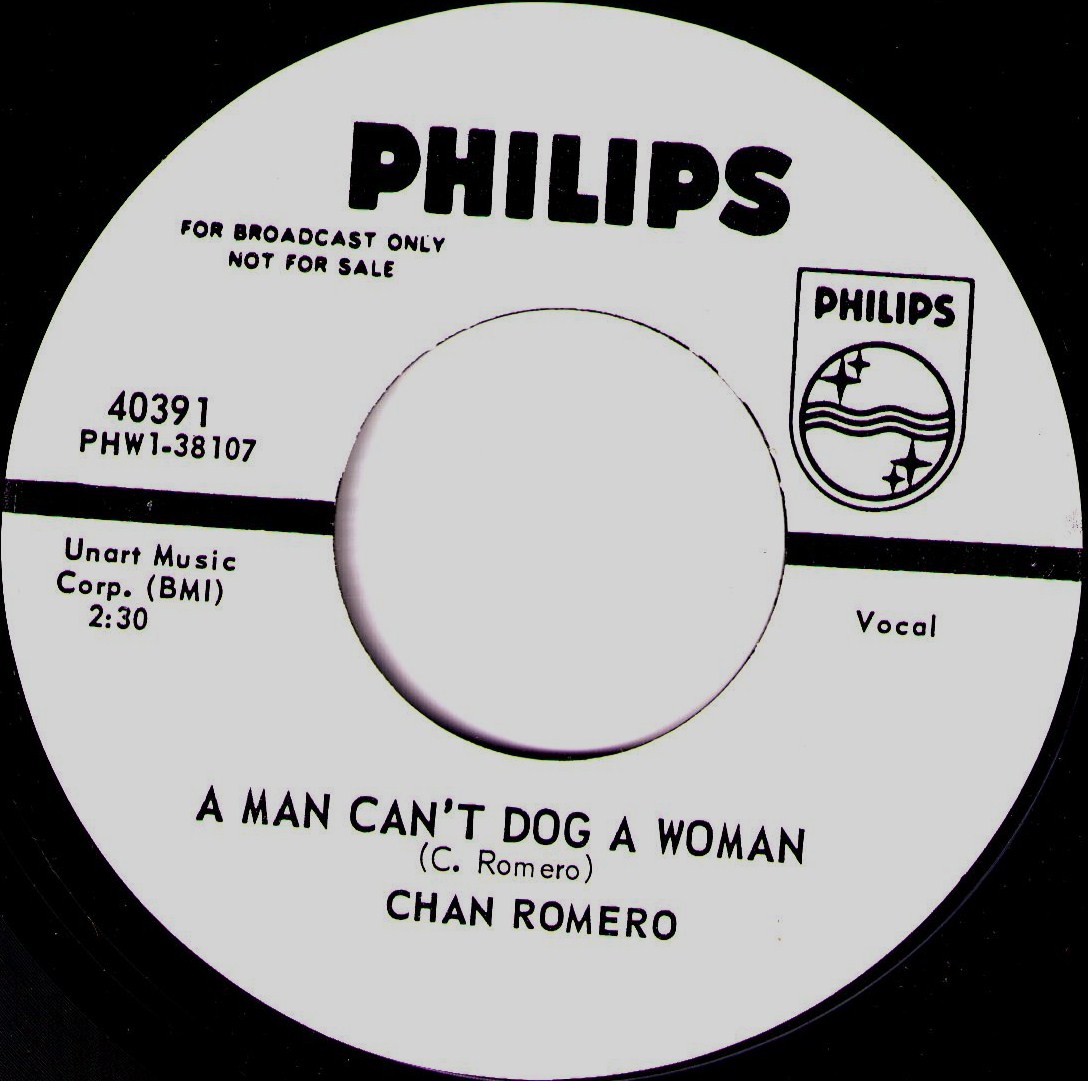 PHILIPS
FOR BROADCAST ONLY
NOT FOR SALE
PHILIPS
40391
PHW1-38107
Unart Music
Corp. (BMI)
2:30
Vocal
A MAN CAN'T DOG A WOMAN
(C. Romero)
CHAN ROMERO